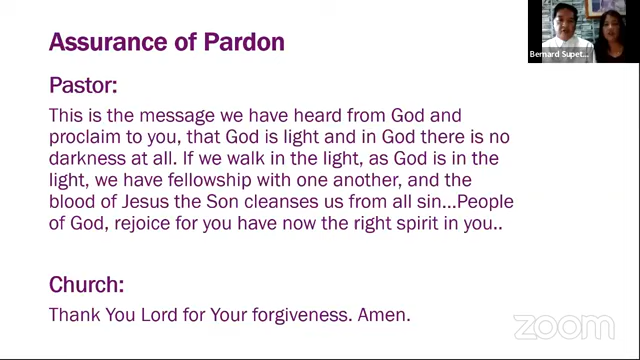 Assurance of Pardon
Pastor:
This is the message we have heard from God and
proclaim to you, that God is light and in God there is no
darkness at all. If we walk in the light, as God is in the
light, we have fellowship with one another, and the
blood of Jesus the Son cleanses us from all sin...People
of God, rejoice for you have now the right spirit in you..
Church:
Thank You Lord for Your forgiveness. Amen.
Bernard Supet...
zoom